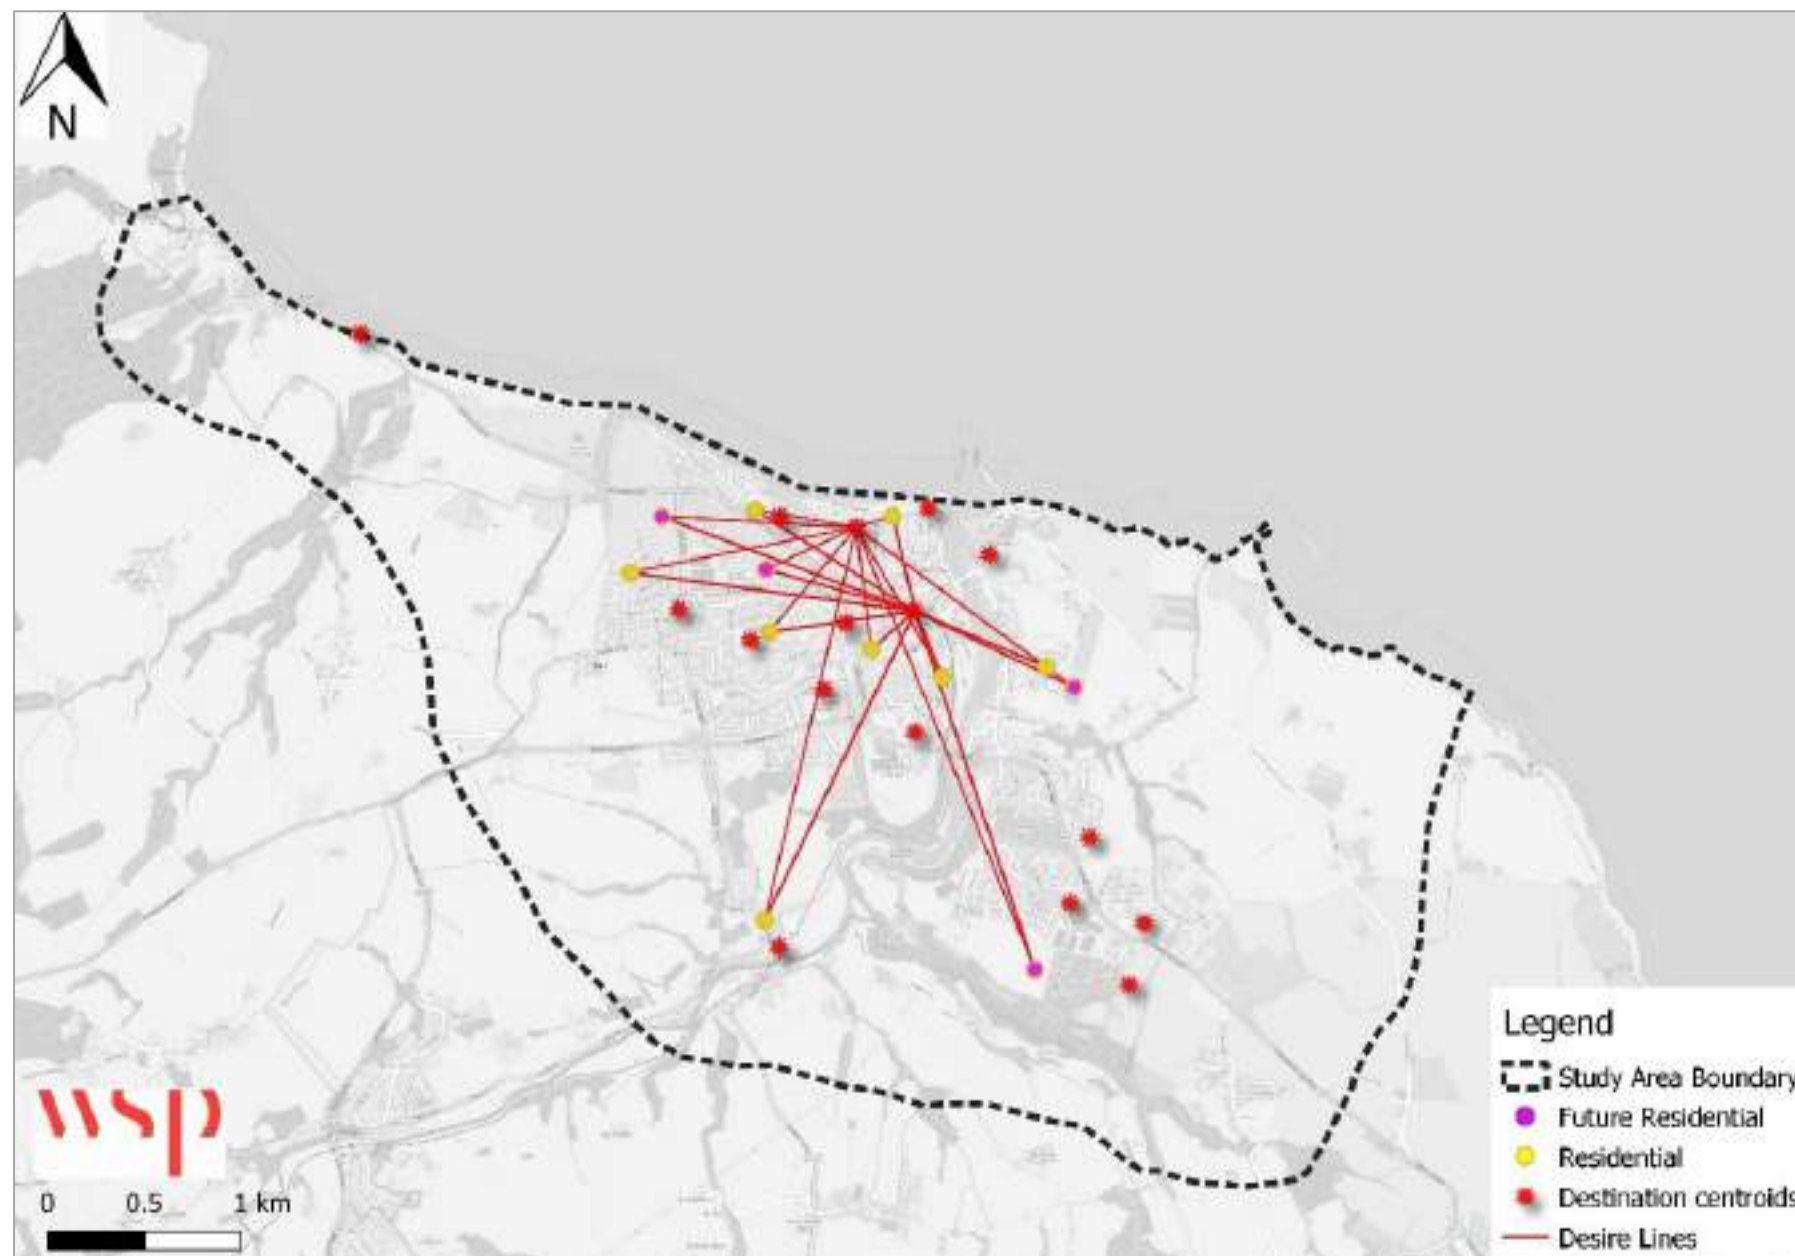 N
Legend
Study Area Boundary
Future Residential
Residential
Destination centroids
Desire Lines
wsp
0 0.5 1 km